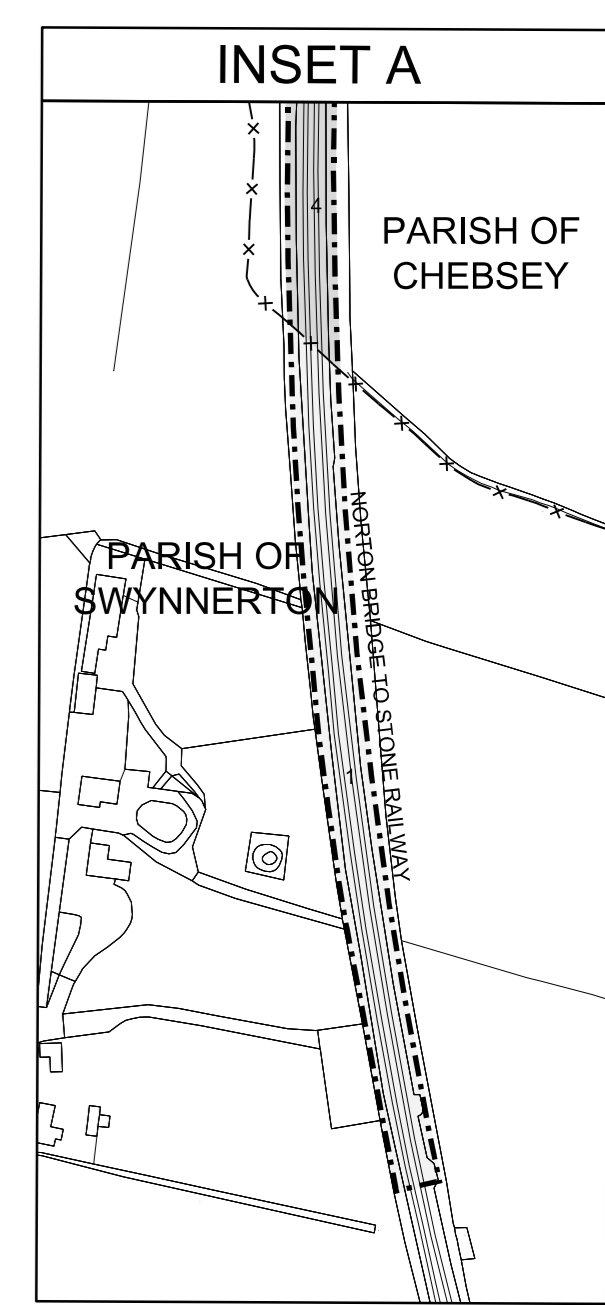 INSET A
4
PARISH OF
CHEBSEY
PARISH OF
SWYNNERTON
NORTON BRIDGE TO STONE RAILWAY
1